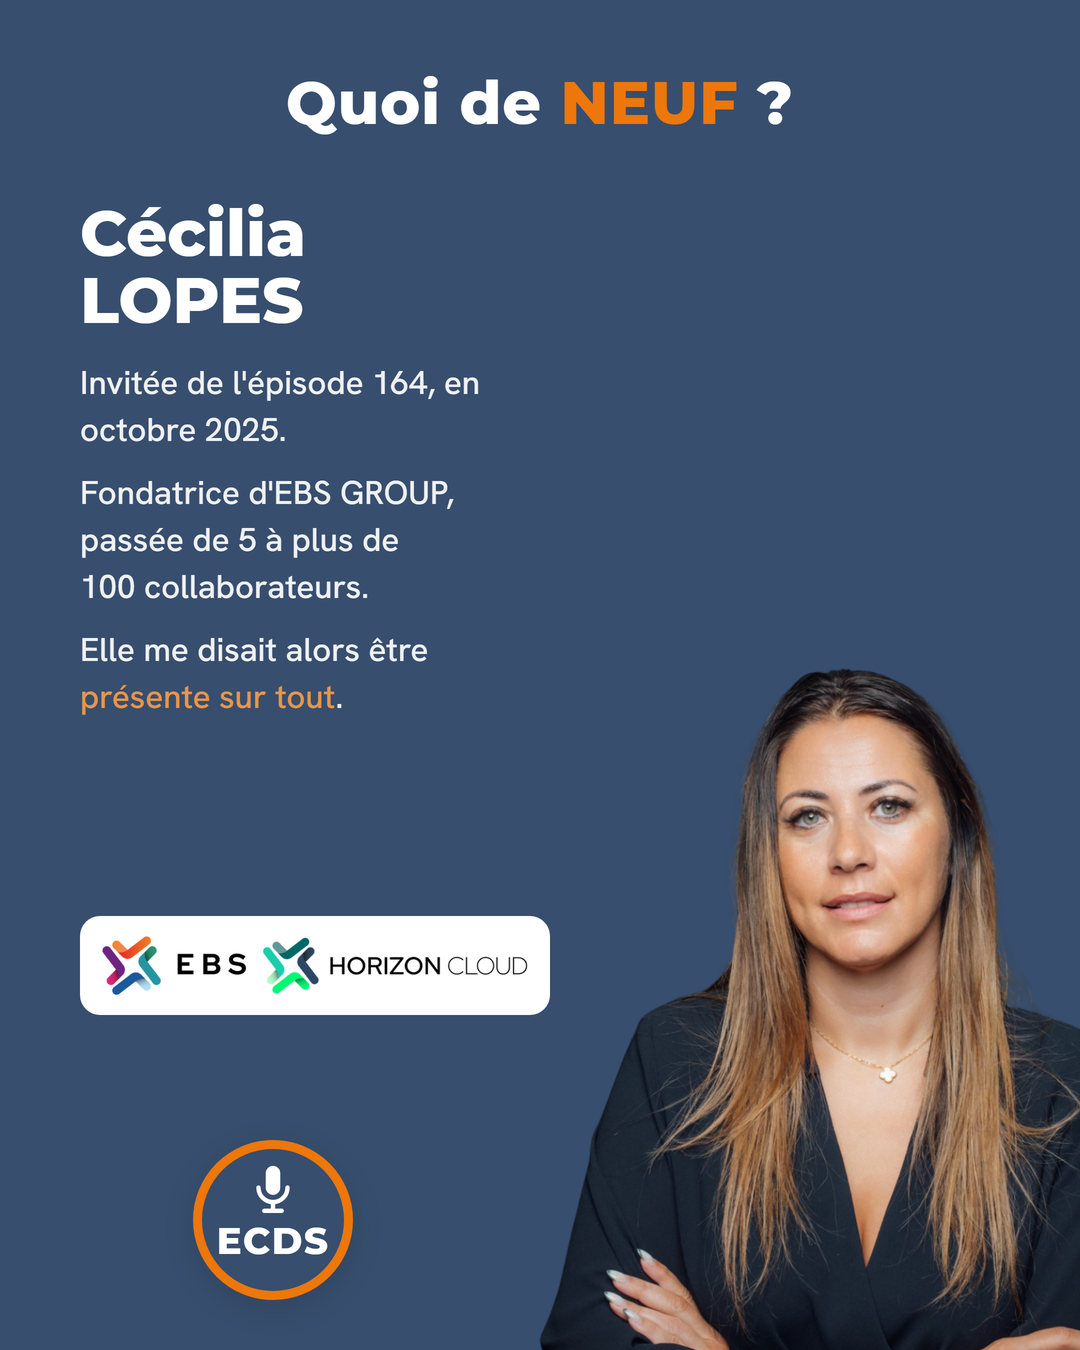 Quoi de NEUF ?
Cécilia
LOPES
Invitée de l'épisode 164, en
octobre 2025.
Fondatrice d'EBS GROUP,
passée de 5 à plus de
100 collaborateurs.
Elle me disait alors être
présente sur tout.
EBS HORIZON CLOUD
ECDS